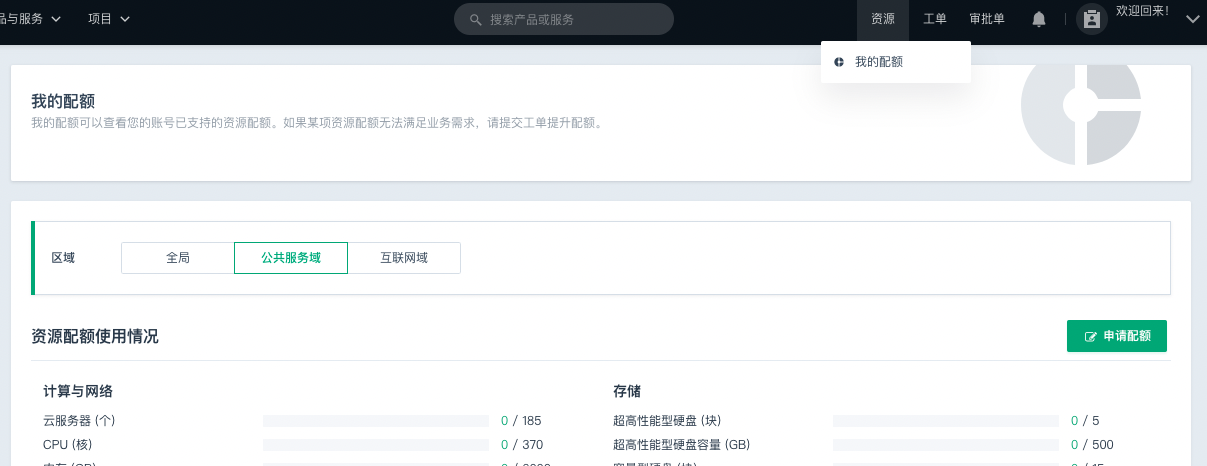 品与服务 项目 搜索产品或服务 资源 工单 审批单 欢迎回来!
我的配额
我的配额
我的配额可以查看您的账号已支持的资源配额。如果某项资源配额无法满足业务需求，请提交工单提升配额。
区域 全局 公共服务域 互联网域
资源配额使用情况 申请配额
计算与网络 存储
云服务器 (个) 0 / 185 超高性能型硬盘 (块) 0 / 5
CPU (核) 0 / 370 超高性能型硬盘容量 (GB) 0 / 500